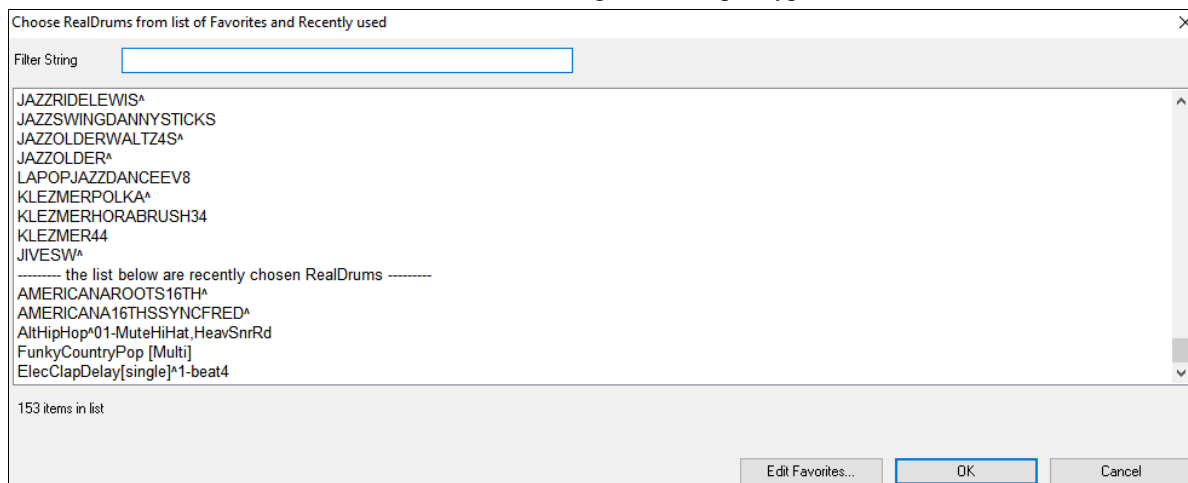 Choose RealDrums from list of Favorites and Recently used
Filter String
JAZZRIDELEWIS^
JAZZSWINGDANNYSTICKS
JAZZOLDERWALTZ4S^
JAZZOLDER^
LAPOPJAZZDANCEEV8
KLEZMERPOLKA^
KLEZMERHORABRUSH34
KLEZMER44
JIVESW^
--------- the list below are recently chosen RealDrums ---------
AMERICANAROOTS16TH^
AMERICANA16THSSYNCFRED^
AltHipHop^01-MuteHiHat,HeavSnrRd
FunkyCountryPop [Multi]
ElecClapDelay[single]^1-beat4
153 items in list
Edit Favorites... OK Cancel